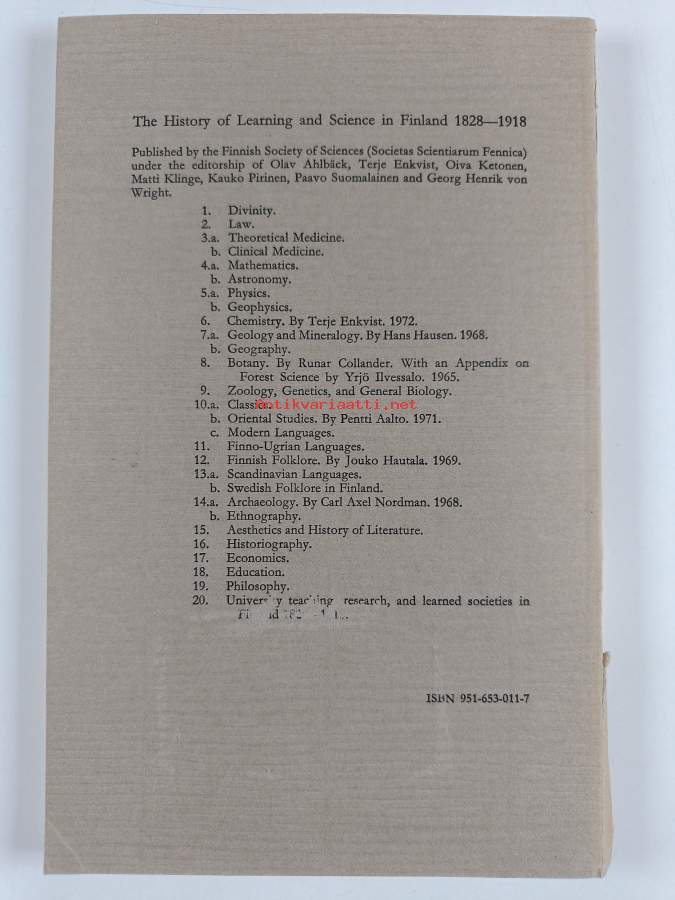 The History of Learning and Science in Finland 1828—1918
Published by the Finnish Society of Sciences (Societas Scientiarum Fennica)
under the editorship of Olav Ahlbäck, Terje Enkvist, Oiva Ketonen,
Matti Klinge, Kauko Pirinen, Paavo Suomalainen and Georg Henrik von
Wright.
1. Divinity.
2. Law.
3.a. Theoretical Medicine.
b. Clinical Medicine.
4.a. Mathematics.
b. Astronomy.
5.a. Physics.
b. Geophysics.
6. Chemistry. By Terje Enkvist. 1972.
7.a. Geology and Mineralogy. By Hans Hausen. 1968.
b. Geography.
8. Botany. By Runar Collander. With an Appendix on
Forest Science by Yrjö Ilvessalo. 1965.
9. Zoology, Genetics, and General Biology.
10.a. Classics.
antikvariaatti.net
b. Oriental Studies. By Pentti Aalto. 1971.
c. Modern Languages.
11. Finno-Ugrian Languages.
12. Finnish Folklore. By Jouko Hautala. 1969.
13.a. Scandinavian Languages.
b. Swedish Folklore in Finland.
14.a. Archaeology. By Carl Axel Nordman. 1968.
b. Ethnography.
15. Aesthetics and History of Literature.
16. Historiography.
17. Economics.
18. Education.
19. Philosophy.
20. University teaching, research, and learned societies in
ISBN 951-653-011-7